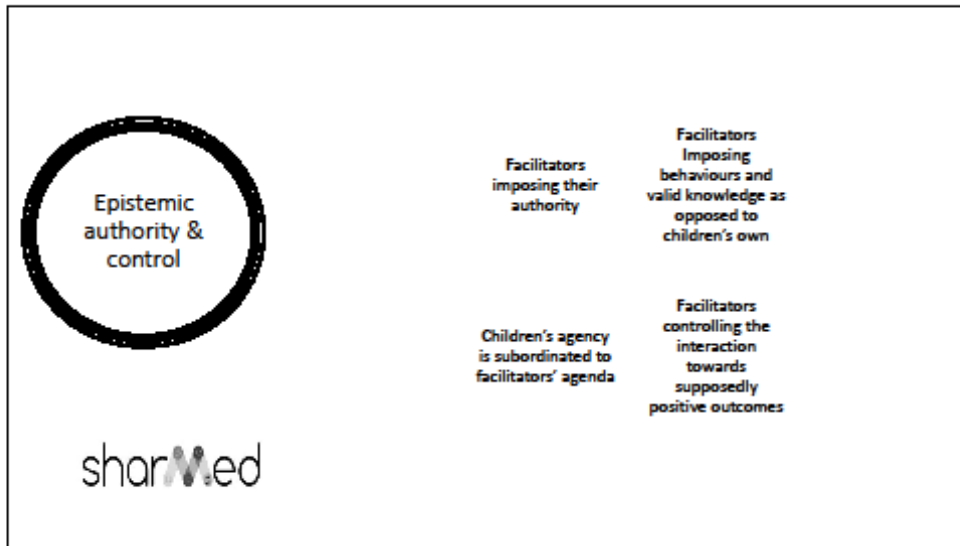 Epistemic
authority &
control
Facilitators
imposing their
authority
Facilitators
Imposing
behaviours and
valid knowledge as
opposed to
children's own
Children's agency
is subordinated to
facilitators' agenda
Facilitators
controlling the
interaction
towards
supposedly
positive outcomes
sharMed